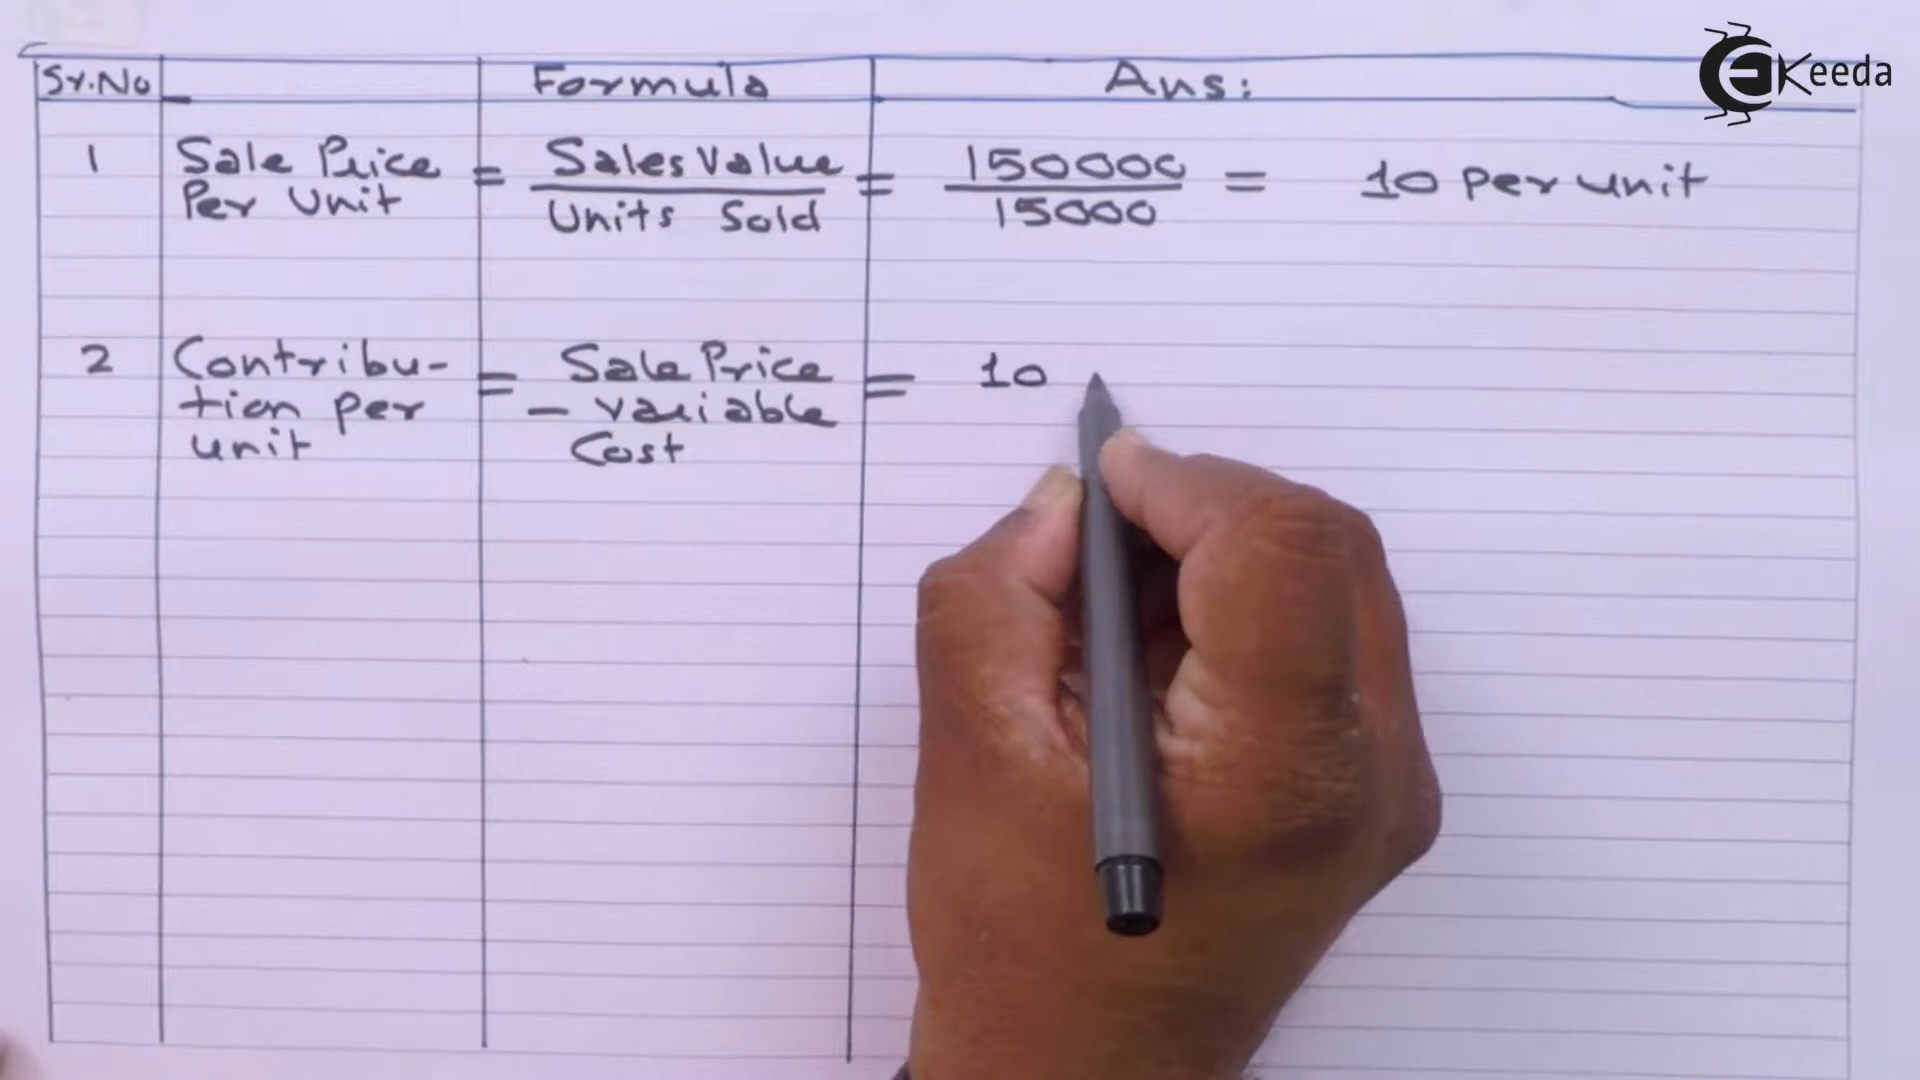 Sr.No Formula Ans:
1 Sale Price Per Unit = Sales Value / Units Sold = 150000 / 15000 = 10 per unit
2 Contribu- = Sale Price = 10
tion per - variable
unit Cost
EKeeda